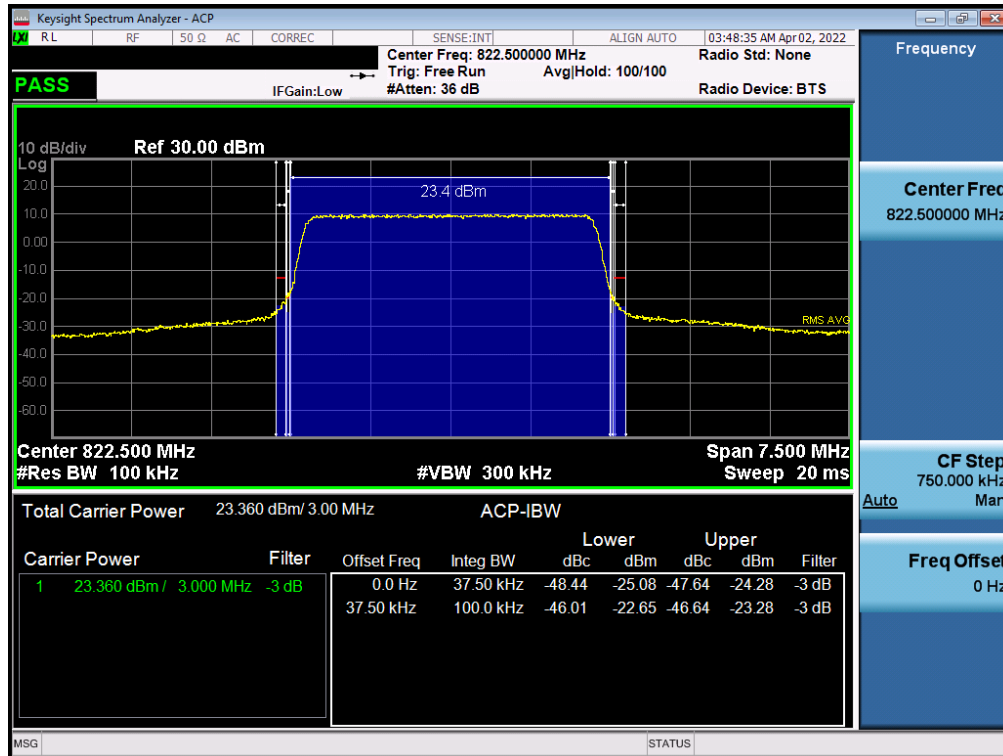 Keysight Spectrum Analyzer - ACP
LXI RL RF 50 Ω AC CORREC SENSE:INT ALIGN AUTO 03:48:35 AM Apr 02, 2022
Center Freq: 822.500000 MHz Radio Std: None
Trig: Free Run Avg|Hold: 100/100
PASS IFGain:Low #Atten: 36 dB Radio Device: BTS
10 dB/div Ref 30.00 dBm
Log
20.0
10.0
0.00
-10.0
-20.0
-30.0
-40.0
-50.0
-60.0
23.4 dBm
RMS AVG
Center 822.500 MHz Span 7.500 MHz
#Res BW 100 kHz #VBW 300 kHz Sweep 20 ms
Total Carrier Power 23.360 dBm/ 3.00 MHz ACP-IBW
Lower Upper
Carrier Power Filter Offset Freq Integ BW dBc dBm dBc dBm Filter
1 23.360 dBm / 3.000 MHz -3 dB 0.0 Hz 37.50 kHz -48.44 -25.08 -47.64 -24.28 -3 dB
37.50 kHz 100.0 kHz -46.01 -22.65 -46.64 -23.28 -3 dB
MSG STATUS
Frequency
Center Freq
822.500000 MHz
CF Step
750.000 kHz
Auto Man
Freq Offset
0 Hz